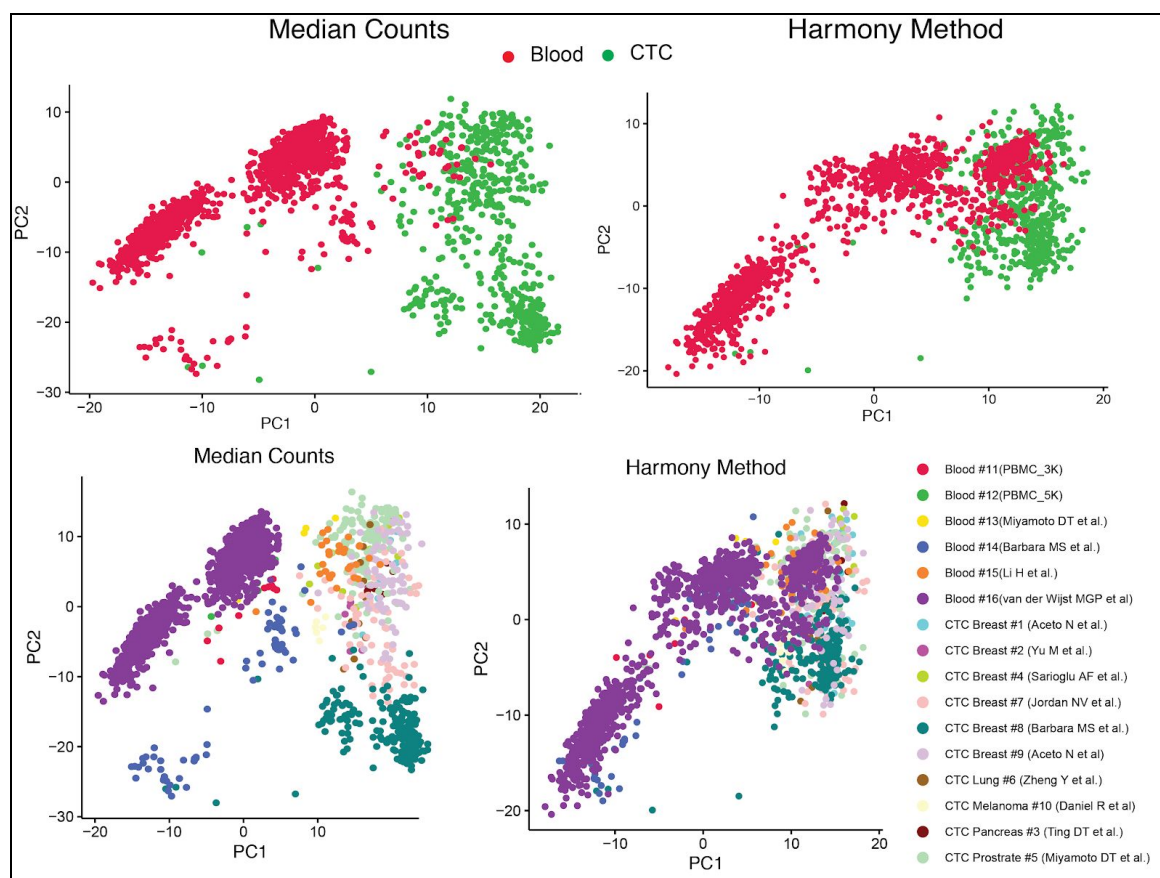 Median Counts
Harmony Method
Blood CTC
10
0
−10
−20
−30
PC2
−20 −10 0 10 20
PC1
10
0
−10
−20
PC2
−10 0 10 20
PC1
Median Counts
10
0
−10
−20
−30
PC2
−20 −10 0 10
PC1
Harmony Method
10
0
−10
−20
PC2
−10 0 10 20
PC1
Blood #11(PBMC_3K)
Blood #12(PBMC_5K)
Blood #13(Miyamoto DT et al.)
Blood #14(Barbara MS et al.)
Blood #15(Li H et al.)
Blood #16(van der Wijst MGP et al)
CTC Breast #1 (Aceto N et al.)
CTC Breast #2 (Yu M et al.)
CTC Breast #4 (Sarioglu AF et al.)
CTC Breast #7 (Jordan NV et al.)
CTC Breast #8 (Barbara MS et al.)
CTC Breast #9 (Aceto N et al)
CTC Lung #6 (Zheng Y et al.)
CTC Melanoma #10 (Daniel R et al)
CTC Pancreas #3 (Ting DT et al.)
CTC Prostrate #5 (Miyamoto DT et al.)